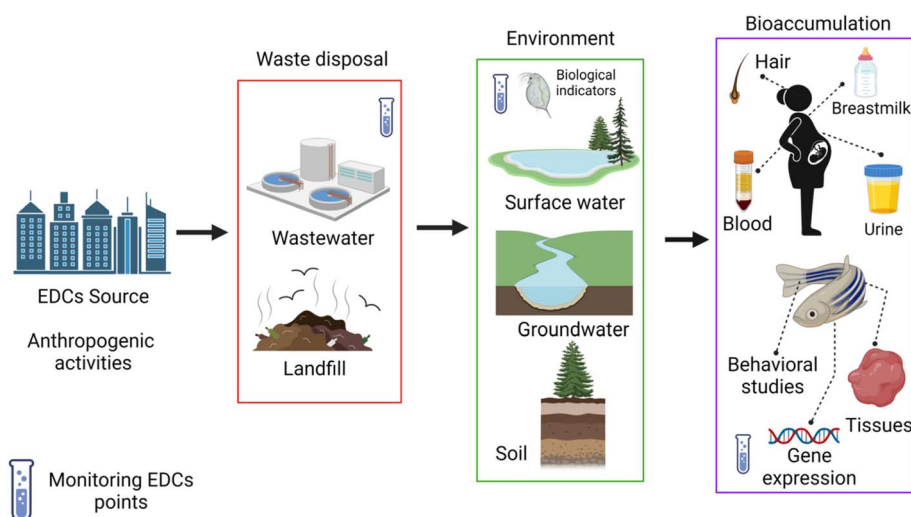 EDCs Source
Anthropogenic
activities
Monitoring EDCs
points
Waste disposal
Wastewater
Landfill
Environment
Biological
indicators
Surface water
Groundwater
Soil
Bioaccumulation
Hair
Breastmilk
Blood
Urine
Behavioral
studies
Tissues
Gene
expression